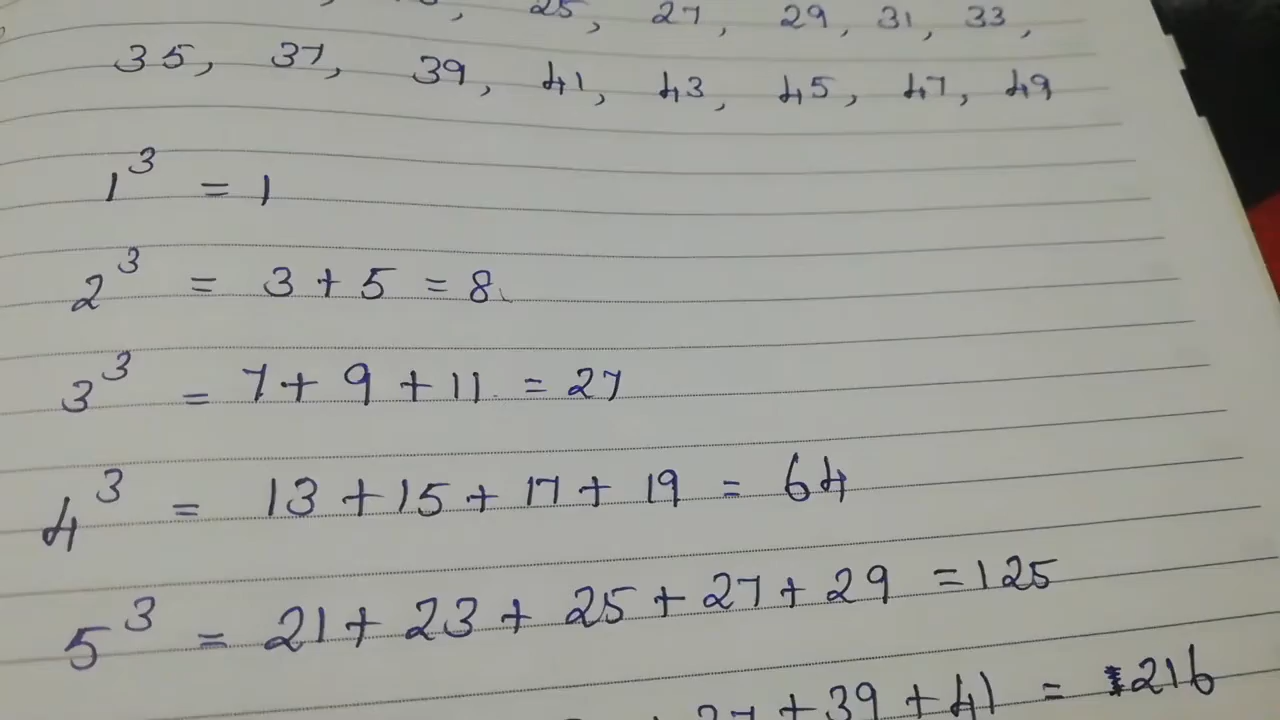 25, 27, 29, 31, 33,
35, 37, 39, 41, 43, 45, 47, 49
1³ = 1
2³ = 3 + 5 = 8
3³ = 7 + 9 + 11 = 27
4³ = 13 + 15 + 17 + 19 = 64
5³ = 21 + 23 + 25 + 27 + 29 = 125
+ 39 + 41 = 216